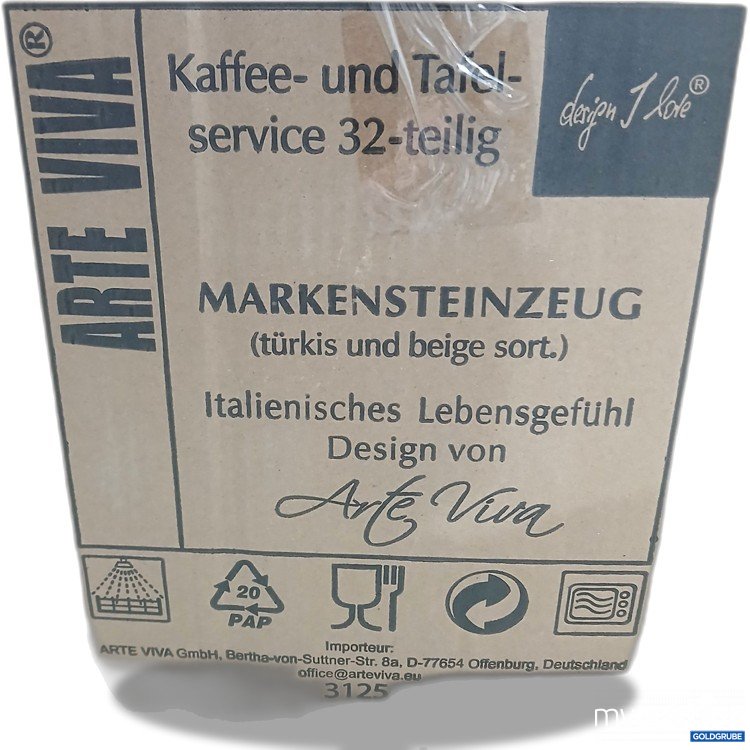 ARTE VIVA®
Kaffee- und Tafel-
service 32-teilig
design I love®
MARKENSTEINZEUG
(türkis und beige sort.)
Italienisches Lebensgefühl
Design von
Arte Viva
20
PAP
Importeur:
ARTE VIVA GmbH, Bertha-von-Suttner-Str. 8a, D-77654 Offenburg, Deutschland
office@arteviva.eu
3125
GOLDGRUBE